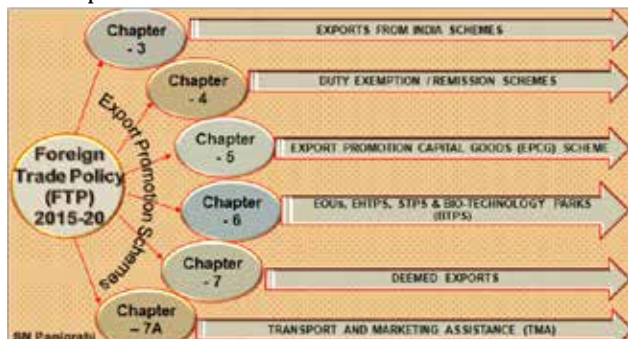 Foreign
Trade Policy
(FTP)
2015-20
Export Promotion Schemes
Chapter
- 3
EXPORTS FROM INDIA SCHEMES
Chapter
- 4
DUTY EXEMPTION / REMISSION SCHEMES
Chapter
- 5
EXPORT PROMOTION CAPITAL GOODS (EPCG) SCHEME
Chapter
- 6
EOUs, EHTPS, STPS & BIO-TECHNOLOGY PARKS
(BTPS)
Chapter
- 7
DEEMED EXPORTS
Chapter
– 7A
TRANSPORT AND MARKETING ASSISTANCE (TMA)
SN Panigrahi